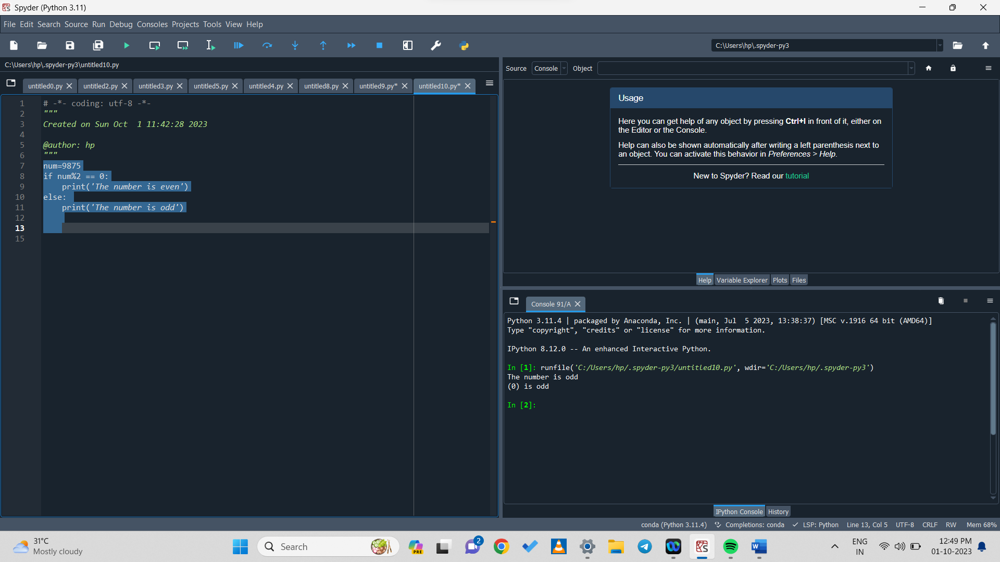 Spyder (Python 3.11)
File Edit Search Source Run Debug Consoles Projects Tools View Help
C:\Users\hp\.spyder-py3
C:\Users\hp\.spyder-py3\untitled10.py
Source Console Object
untitled0.py untitled2.py untitled3.py untitled5.py untitled4.py untitled8.py untitled9.py* untitled10.py*
1 # -*- coding: utf-8 -*-
2 """
3 Created on Sun Oct  1 11:42:28 2023
4
5 @author: hp
6 """
7 num=9875
8 if num%2 == 0:
9     print('The number is even')
10 else:
11     print('The number is odd')
12
13
15
Usage
Here you can get help of any object by pressing Ctrl+I in front of it, either on
the Editor or the Console.
Help can also be shown automatically after writing a left parenthesis next to
an object. You can activate this behavior in Preferences > Help.
New to Spyder? Read our tutorial
Help Variable Explorer Plots Files
Console 91/A
Python 3.11.4 | packaged by Anaconda, Inc. | (main, Jul  5 2023, 13:38:37) [MSC v.1916 64 bit (AMD64)]
Type "copyright", "credits" or "license" for more information.
IPython 8.12.0 -- An enhanced Interactive Python.
In [1]: runfile('C:/Users/hp/.spyder-py3/untitled10.py', wdir='C:/Users/hp/.spyder-py3')
The number is odd
(0) is odd
In [2]:
IPython Console History
conda (Python 3.11.4) Completions: conda LSP: Python Line 13, Col 5 UTF-8 CRLF RW Mem 68%
31°C
Mostly cloudy
Search
PRE
2
W
ENG
IN
12:49 PM
01-10-2023